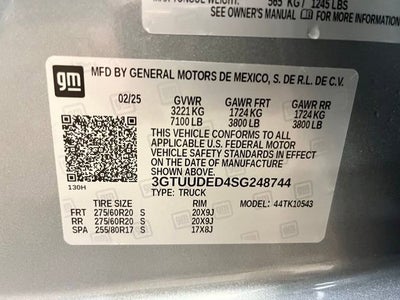 565 KG / 1245 LBS
SEE OWNER'S MANUAL
gm
MFD BY GENERAL MOTORS DE MEXICO, S. DE R.L. DE C.V.
02/25 GVWR GAWR FRT GAWR RR
3221 KG 1724 KG 1724 KG
7100 LB 3800 LB 3800 LB
THIS VEHICLE CONFORMS TO ALL
APPLICABLE U.S. FEDERAL MOTOR
VEHICLE SAFETY STANDARDS IN
EFFECT ON THE DATE OF
MANUFACTURE SHOWN ABOVE.
3GTUUDED4SG248744
130H
TYPE: TRUCK
TIRE SIZE RIM MODEL: 44TK10543
FRT 275/60R20 S 20X9J
RR 275/60R20 S 20X9J
SPA 255/80R17 S 17X8J